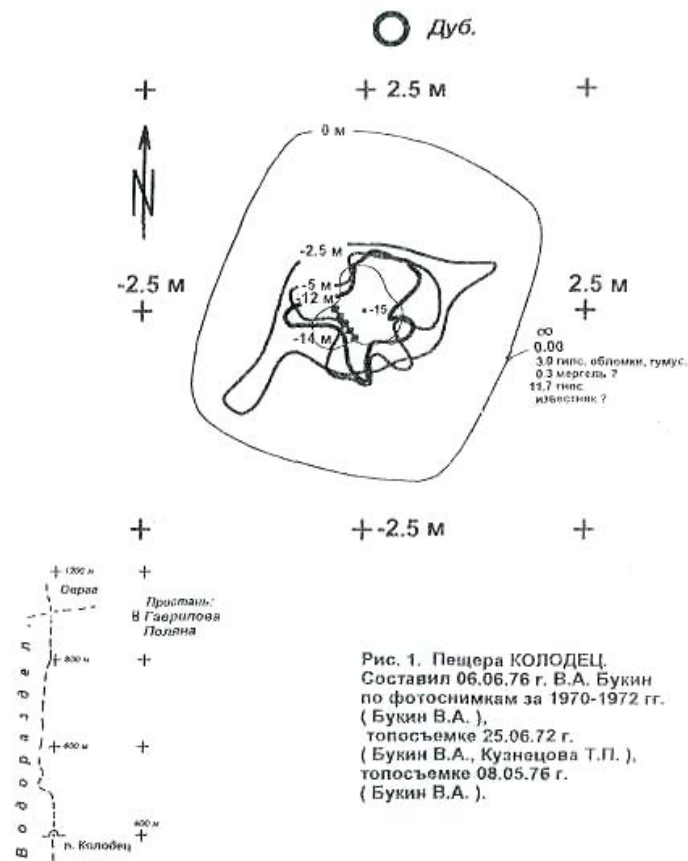 Дуб.
2.5 м
0 м
N
-2.5 м
-2.5 м
2.5 м
-5 м
-12 м
-15
-14 м
∞
0.00
3.0 гипс, обломки, гумус.
0.3 мергель ?
11.7 гипс
известняк ?
-2.5 м
1200 м
Овраг
Пристань:
Гаврилова
Поляна
800 м
600 м
600 м
Водораздел
п. Колодец
Рис. 1. Пещера КОЛОДЕЦ.
Составил 06.06.76 г. В.А. Букин
по фотоснимкам за 1970-1972 гг.
( Букин В.А. ),
топосъемке 25.06.72 г.
( Букин В.А., Кузнецова Т.П. ),
топосъемке 08.05.76 г.
( Букин В.А. ).